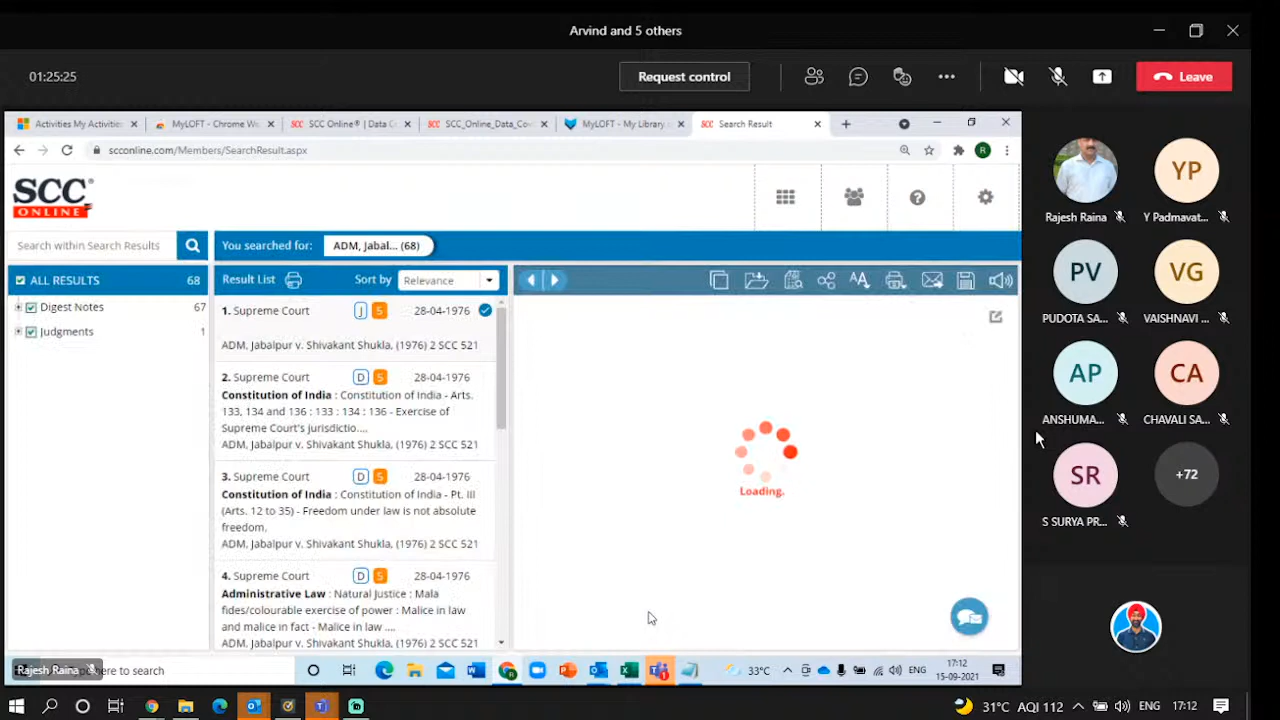 Arvind and 5 others
01:25:25
Request control
Leave
Activities My Activitie
MyLOFT - Chrome W
SCC Online® | Data C
SCC_Online_Data_Co
MyLOFT - My Library
Search Result
scconline.com/Members/SearchResult.aspx
SCC®
ONLINE
Search within Search Results
You searched for:
ADM, Jabal... (68)
ALL RESULTS 68
Digest Notes 67
Judgments 1
Result List
Sort by
Relevance
1. Supreme Court J S 28-04-1976
ADM, Jabalpur v. Shivakant Shukla, (1976) 2 SCC 521
2. Supreme Court D S 28-04-1976
Constitution of India : Constitution of India - Arts.
133, 134 and 136 : 133 : 134 : 136 - Exercise of
Supreme Court's jurisdictio....
ADM, Jabalpur v. Shivakant Shukla, (1976) 2 SCC 521
3. Supreme Court D S 28-04-1976
Constitution of India : Constitution of India - Pt. III
(Arts. 12 to 35) - Freedom under law is not absolute
freedom,
ADM, Jabalpur v. Shivakant Shukla, (1976) 2 SCC 521
4. Supreme Court D S 28-04-1976
Administrative Law : Natural Justice : Mala
fides/colourable exercise of power : Malice in law
and malice in fact - Malice in law ....
ADM, Jabalpur v. Shivakant Shukla, (1976) 2 SCC 521
Loading.
Rajesh Raina
YP
Y Padmavat...
PV
PUDOTA SA...
VG
VAISHNAVI ...
AP
ANSHUMA...
CA
CHAVALI SA...
SR
S SURYA PR...
+72
Rajesh Raina
here to search
33°C
ENG
17:12
15-09-2021
31°C AQI 112
ENG
17:12